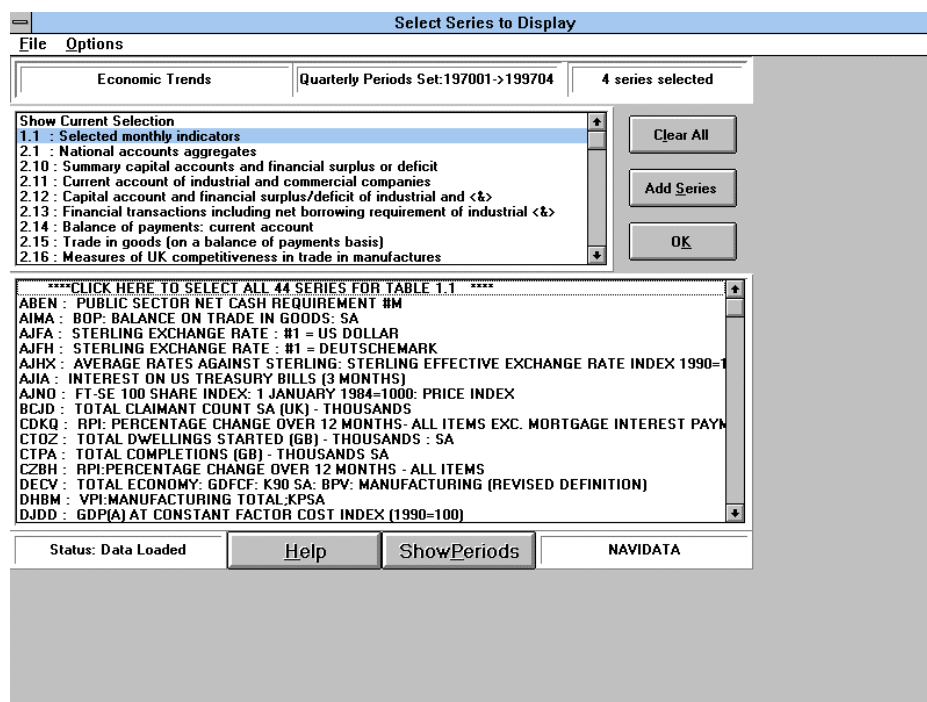 Select Series to Display
File Options
Economic Trends
Quarterly Periods Set:197001->199704
4 series selected
Show Current Selection
1.1 : Selected monthly indicators
2.1 : National accounts aggregates
2.10 : Summary capital accounts and financial surplus or deficit
2.11 : Current account of industrial and commercial companies
2.12 : Capital account and financial surplus/deficit of industrial and <&>
2.13 : Financial transactions including net borrowing requirement of industrial <&>
2.14 : Balance of payments: current account
2.15 : Trade in goods (on a balance of payments basis)
2.16 : Measures of UK competitiveness in trade in manufactures
Clear All
Add Series
OK
****CLICK HERE TO SELECT ALL 44 SERIES FOR TABLE 1.1 ****
ABEN : PUBLIC SECTOR NET CASH REQUIREMENT #M
AIMA : BOP: BALANCE ON TRADE IN GOODS: SA
AJFA : STERLING EXCHANGE RATE : #1 = US DOLLAR
AJFH : STERLING EXCHANGE RATE : #1 = DEUTSCHEMARK
AJHX : AVERAGE RATES AGAINST STERLING: STERLING EFFECTIVE EXCHANGE RATE INDEX 1990=1
AJIA : INTEREST ON US TREASURY BILLS (3 MONTHS)
AJNO : FT-SE 100 SHARE INDEX: 1 JANUARY 1984=1000: PRICE INDEX
BCJD : TOTAL CLAIMANT COUNT SA (UK) - THOUSANDS
CDKQ : RPI: PERCENTAGE CHANGE OVER 12 MONTHS- ALL ITEMS EXC. MORTGAGE INTEREST PAYM
CTOZ : TOTAL DWELLINGS STARTED (GB) - THOUSANDS : SA
CTPA : TOTAL COMPLETIONS (GB) - THOUSANDS SA
CZBH : RPI:PERCENTAGE CHANGE OVER 12 MONTHS - ALL ITEMS
DECV : TOTAL ECONOMY: GDFCF: K90 SA: BPV: MANUFACTURING (REVISED DEFINITION)
DHBM : VPI:MANUFACTURING TOTAL;KPSA
DJDD : GDP(A) AT CONSTANT FACTOR COST INDEX (1990=100)
Status: Data Loaded
Help
ShowPeriods
NAVIDATA